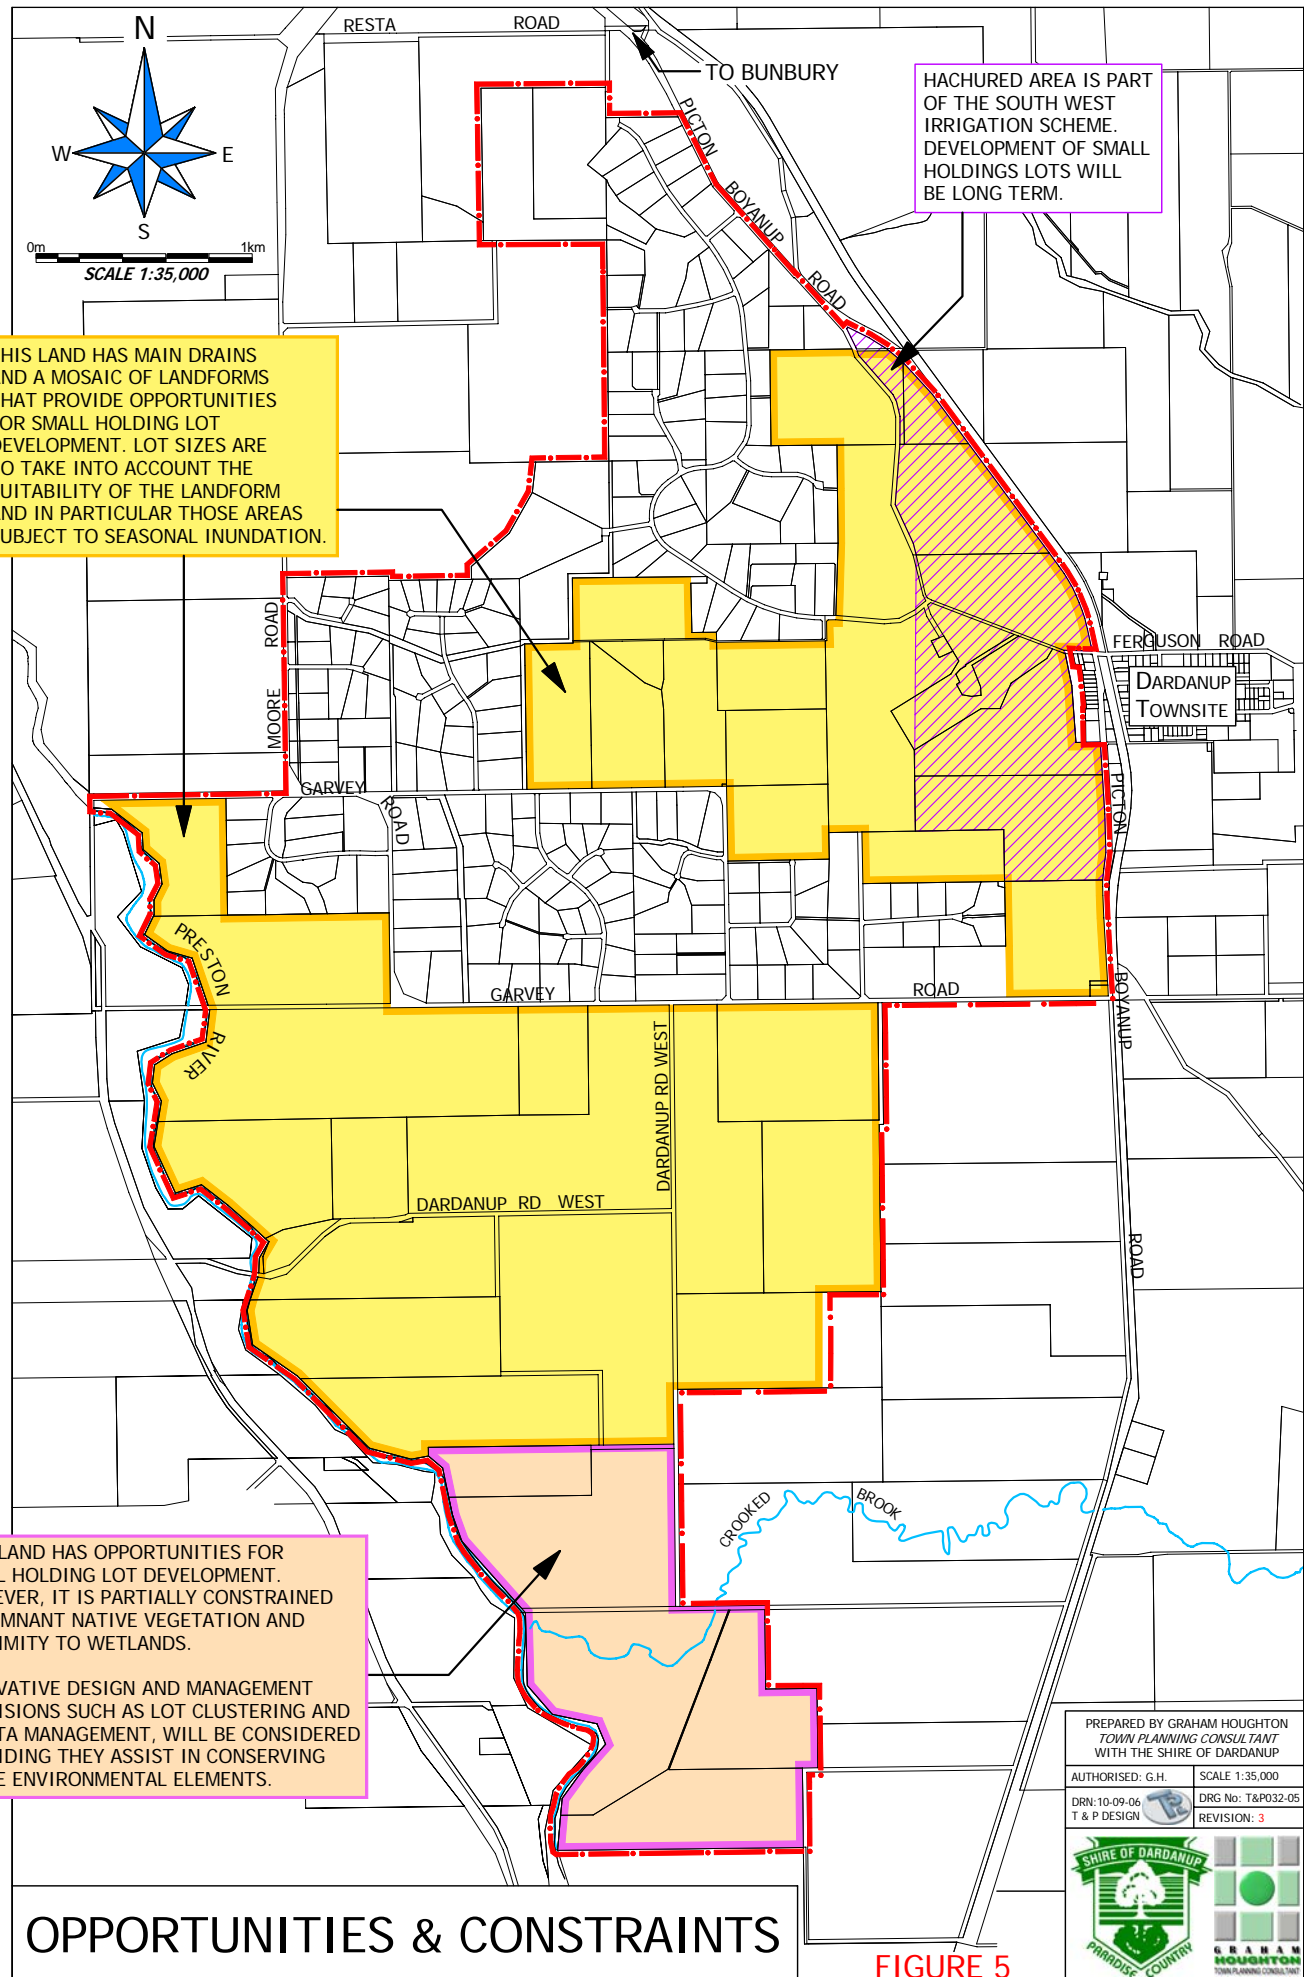 N
W
E
S
0m
1km
SCALE 1:35,000
RESTA ROAD
TO BUNBURY
HACHURED AREA IS PART
OF THE SOUTH WEST
IRRIGATION SCHEME.
DEVELOPMENT OF SMALL
HOLDINGS LOTS WILL
BE LONG TERM.
PICTON
BOYANUP
ROAD
HIS LAND HAS MAIN DRAINS
ND A MOSAIC OF LANDFORMS
HAT PROVIDE OPPORTUNITIES
OR SMALL HOLDING LOT
DEVELOPMENT. LOT SIZES ARE
O TAKE INTO ACCOUNT THE
UITABILITY OF THE LANDFORM
AND IN PARTICULAR THOSE AREAS
UBJECT TO SEASONAL INUNDATION.
MOORE ROAD
FERGUSON ROAD
DARDANUP
TOWNSITE
GARVEY
ROAD
PICTON
PRESTON
RIVER
GARVEY
ROAD
BOYANUP
DARDANUP RD WEST
DARDANUP RD WEST
ROAD
CROOKED
BROOK
LAND HAS OPPORTUNITIES FOR
L HOLDING LOT DEVELOPMENT.
EVER, IT IS PARTIALLY CONSTRAINED
MNANT NATIVE VEGETATION AND
IMITY TO WETLANDS.
VATIVE DESIGN AND MANAGEMENT
ISIONS SUCH AS LOT CLUSTERING AND
TA MANAGEMENT, WILL BE CONSIDERED
IDING THEY ASSIST IN CONSERVING
E ENVIRONMENTAL ELEMENTS.
PREPARED BY GRAHAM HOUGHTON
TOWN PLANNING CONSULTANT
WITH THE SHIRE OF DARDANUP
AUTHORISED: G.H.
SCALE 1:35,000
DRN:10-09-06
T & P DESIGN
DRG No: T&P032-05
REVISION: 3
SHIRE OF DARDANUP
PARADISE COUNTRY
GRAHAM
HOUGHTON
TOWN PLANNING CONSULTANT
OPPORTUNITIES & CONSTRAINTS
FIGURE 5